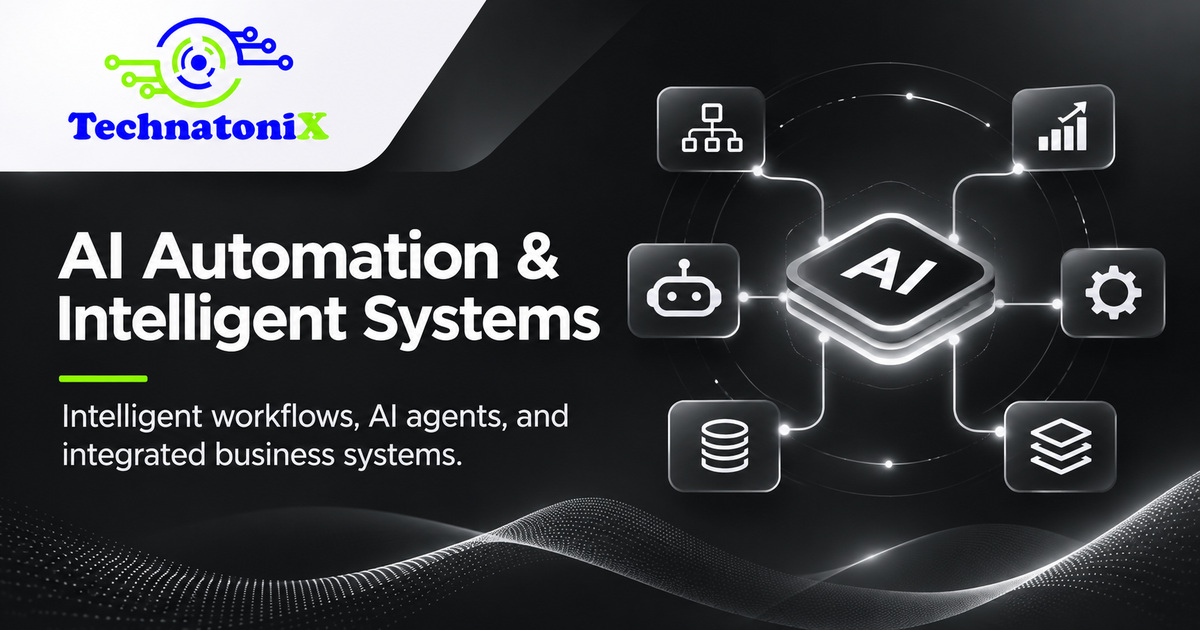 TechnatoniX
AI Automation &
Intelligent Systems
Intelligent workflows, AI agents, and
integrated business systems.
AI